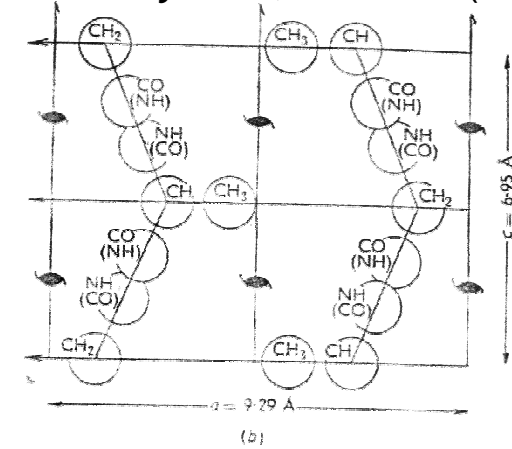 CH₂ CH₃ CH
CO CO
(NH) (NH)
NH NH
(CO) (CO)
CH CH₃ CH₂
CO CO
(NH) (NH)
NH NH
(CO) (CO)
CH₂ CH₃ CH
c = 6·95 Å
a = 9·29 Å
(b)